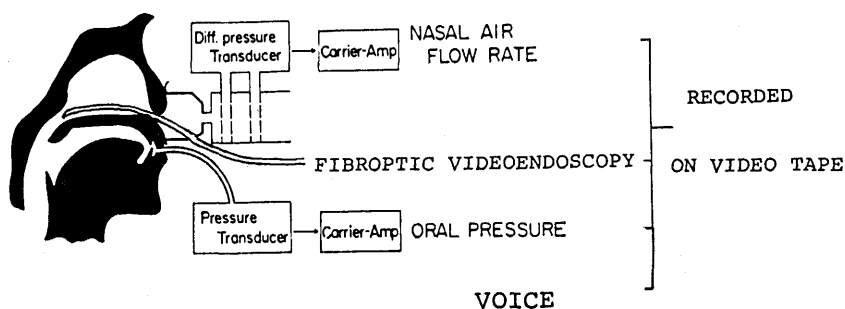 Diff. pressure
Transducer
Carrier-Amp
NASAL AIR
FLOW RATE
RECORDED
FIBROPTIC VIDEOENDOSCOPY
ON VIDEO TAPE
Pressure
Transducer
Carrier-Amp
ORAL PRESSURE
VOICE